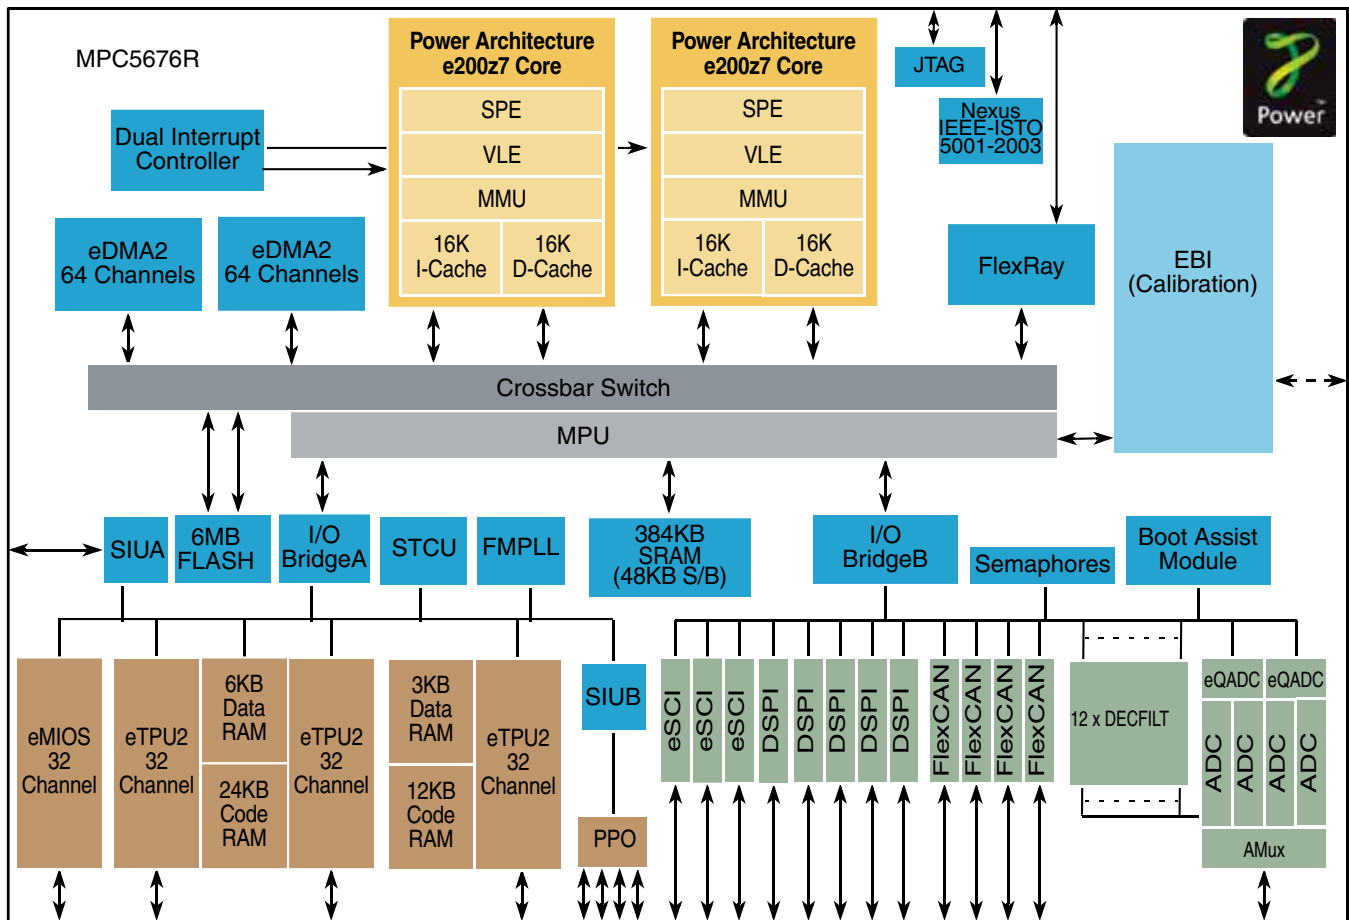 MPC5676R
Power Architecture
e200z7 Core
SPE
VLE
MMU
16K
I-Cache
16K
D-Cache
Power Architecture
e200z7 Core
SPE
VLE
MMU
16K
I-Cache
16K
D-Cache
JTAG
Nexus
IEEE-ISTO
5001-2003
Power
TM
Dual Interrupt
Controller
eDMA2
64 Channels
eDMA2
64 Channels
FlexRay
EBI
(Calibration)
Crossbar Switch
MPU
SIUA
6MB
FLASH
I/O
BridgeA
STCU
FMPLL
384KB
SRAM
(48KB S/B)
I/O
BridgeB
Semaphores
Boot Assist
Module
eMIOS
32
Channel
eTPU2
32
Channel
6KB
Data
RAM
24KB
Code
RAM
eTPU2
32
Channel
3KB
Data
RAM
12KB
Code
RAM
eTPU2
32
Channel
SIUB
PPO
eSCI
eSCI
eSCI
DSPI
DSPI
DSPI
DSPI
DSPI
FlexCAN
FlexCAN
FlexCAN
FlexCAN
12 x DECFILT
eQADC
eQADC
ADC
ADC
ADC
ADC
AMux